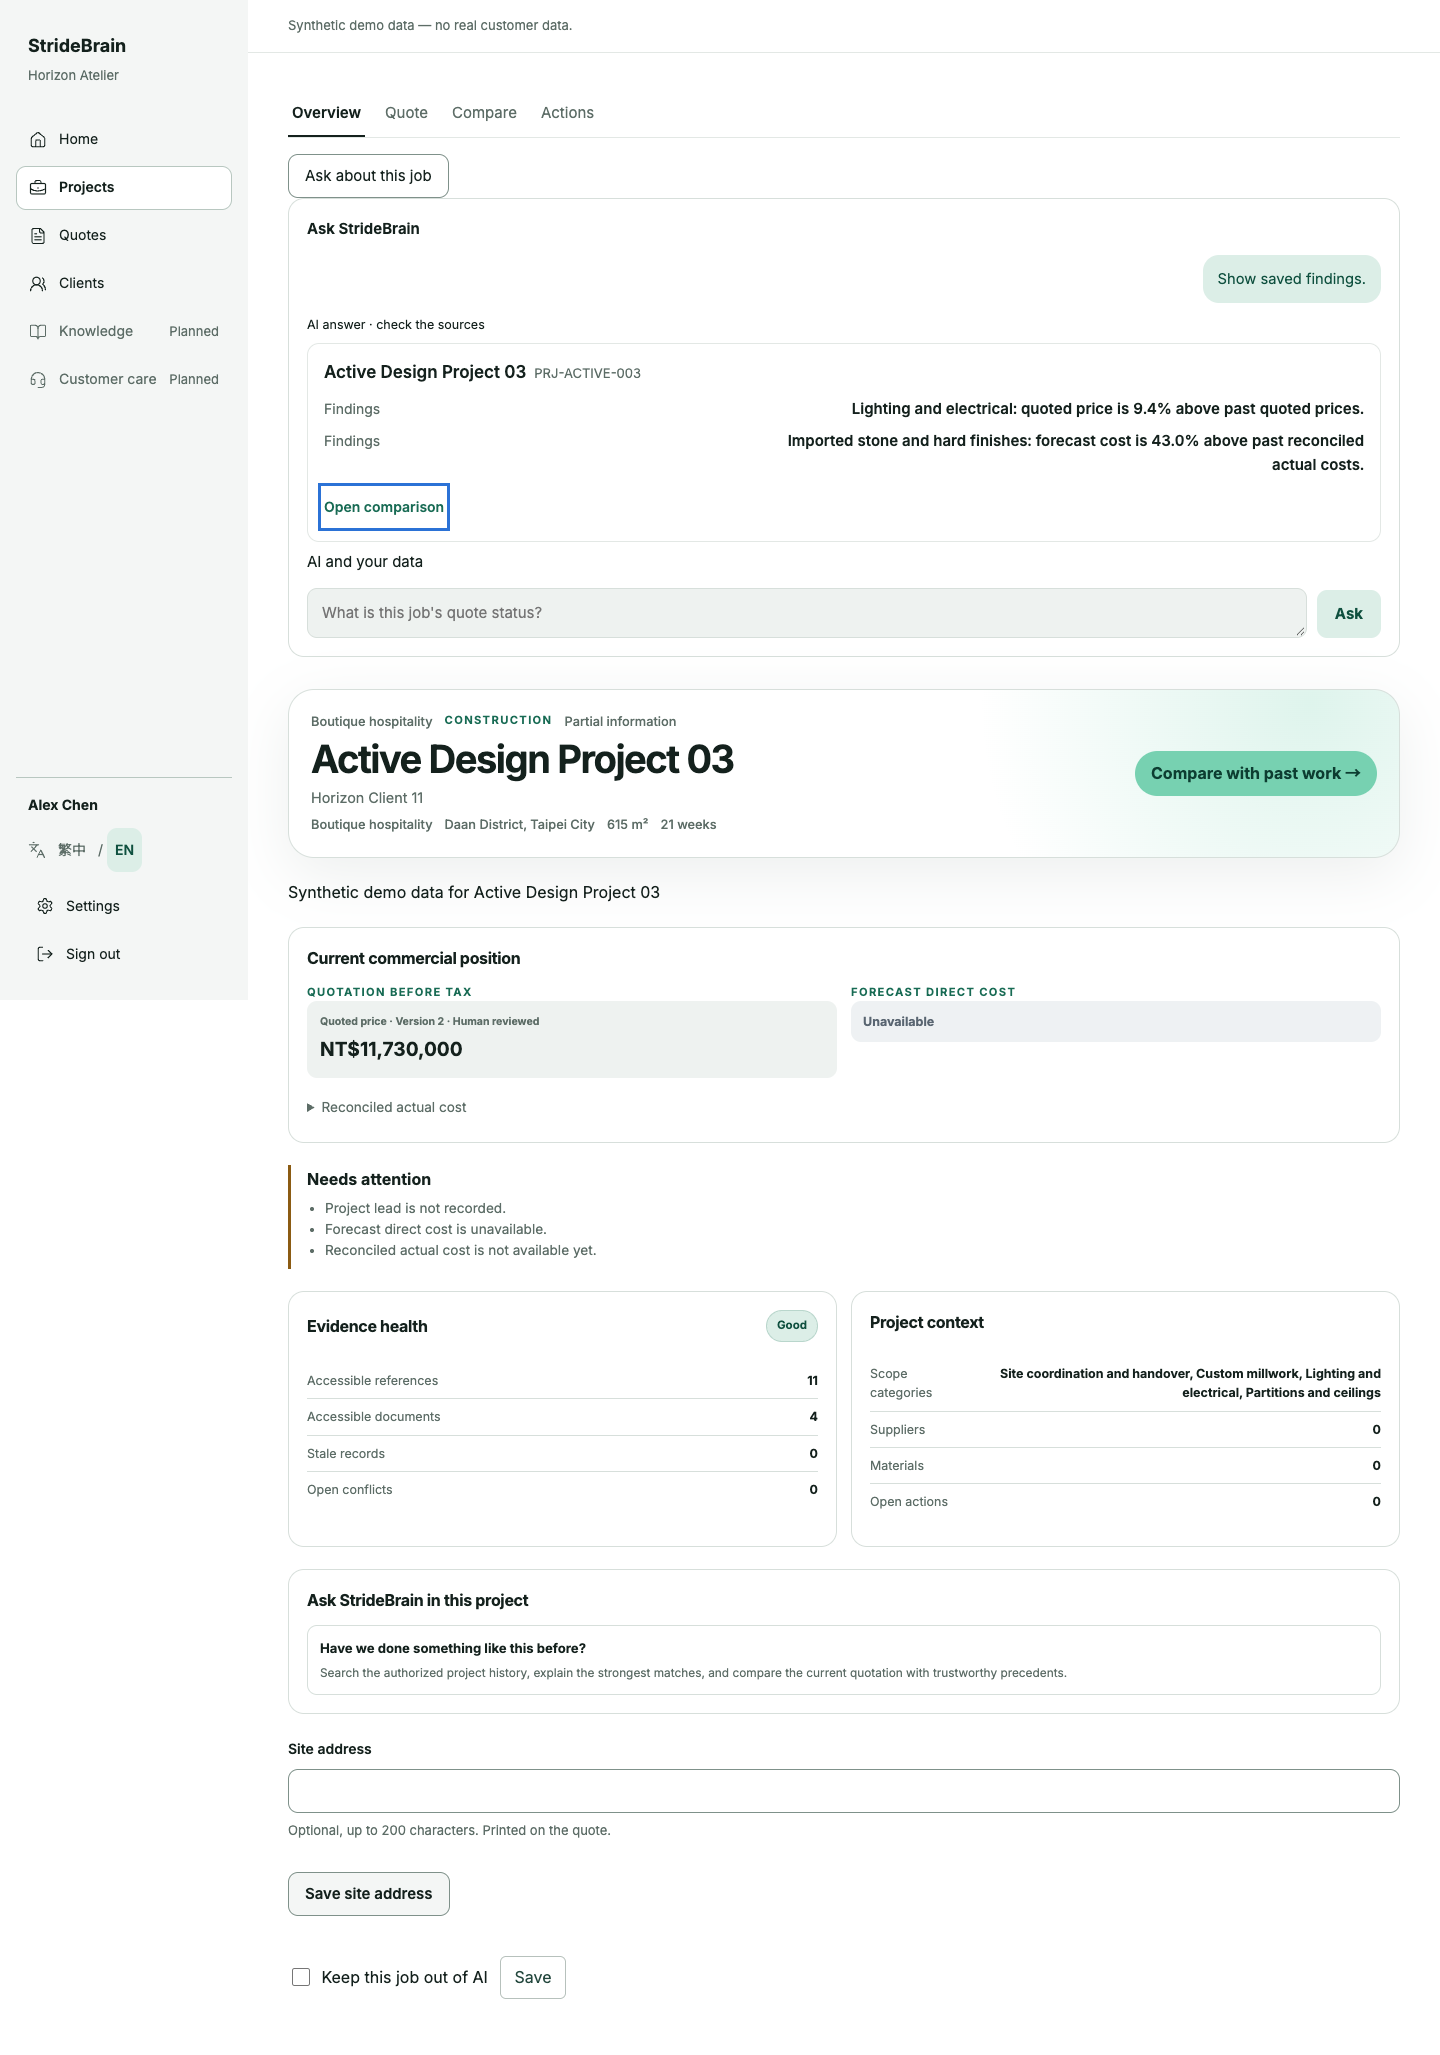 StrideBrain
Horizon Atelier
Home
Projects
Quotes
Clients
Knowledge Planned
Customer care Planned
Alex Chen
繁中 / EN
Settings
Sign out
Synthetic demo data — no real customer data.
Overview Quote Compare Actions
Ask about this job
Ask StrideBrain
Show saved findings.
AI answer · check the sources
Active Design Project 03 PRJ-ACTIVE-003
Findings Lighting and electrical: quoted price is 9.4% above past quoted prices.
Findings Imported stone and hard finishes: forecast cost is 43.0% above past reconciled
actual costs.
Open comparison
AI and your data
What is this job's quote status?
Ask
Boutique hospitality CONSTRUCTION Partial information
Active Design Project 03
Horizon Client 11
Boutique hospitality Daan District, Taipei City 615 m² 21 weeks
Compare with past work →
Synthetic demo data for Active Design Project 03
Current commercial position
QUOTATION BEFORE TAX
Quoted price · Version 2 · Human reviewed
NT$11,730,000
FORECAST DIRECT COST
Unavailable
Reconciled actual cost
Needs attention
• Project lead is not recorded.
• Forecast direct cost is unavailable.
• Reconciled actual cost is not available yet.
Evidence health Good
Accessible references 11
Accessible documents 4
Stale records 0
Open conflicts 0
Project context
Scope categories Site coordination and handover, Custom millwork, Lighting and
electrical, Partitions and ceilings
Suppliers 0
Materials 0
Open actions 0
Ask StrideBrain in this project
Have we done something like this before?
Search the authorized project history, explain the strongest matches, and compare the current quotation with trustworthy precedents.
Site address
Optional, up to 200 characters. Printed on the quote.
Save site address
Keep this job out of AI Save